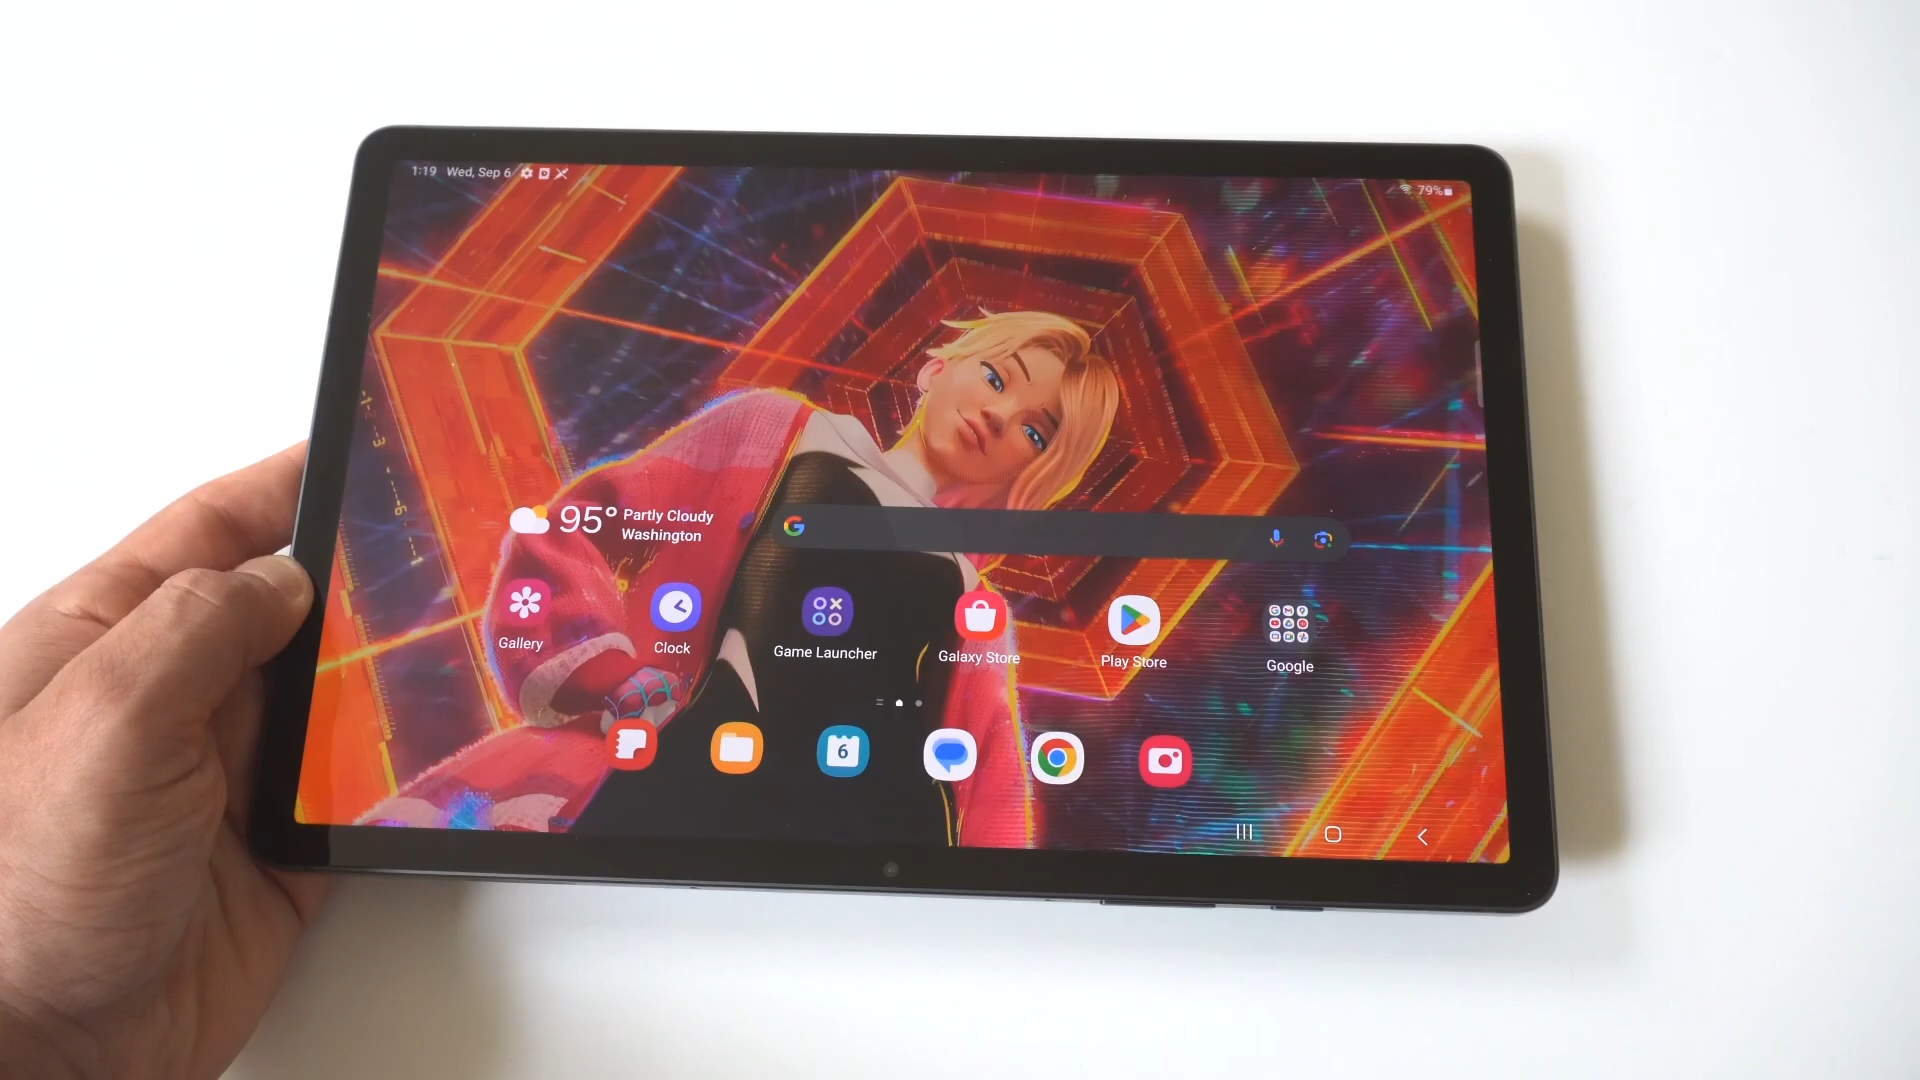 1:19 Wed, Sep 6
79%
95° Partly Cloudy
Washington
Gallery
Clock
Game Launcher
Galaxy Store
Play Store
Google
6